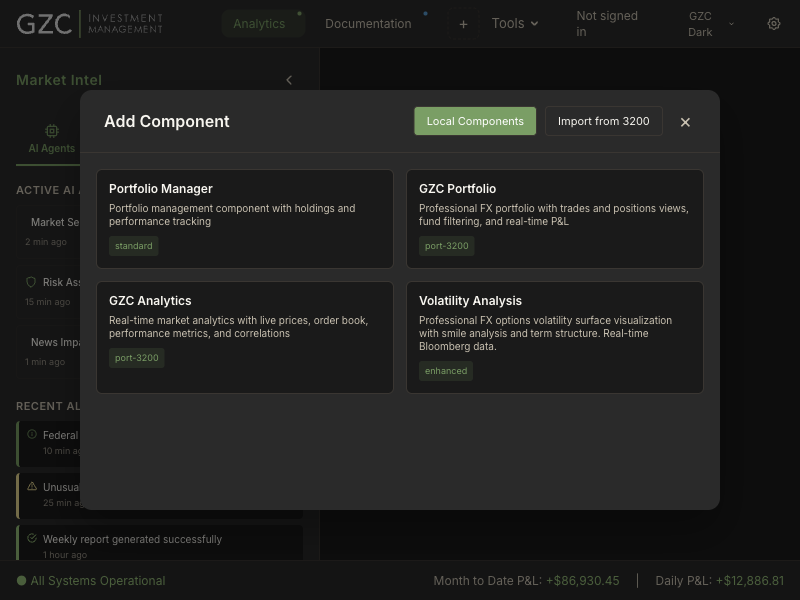 GZC INVESTMENT MANAGEMENT
Analytics
Documentation
+
Tools
Not signed in
GZC Dark
Market Intel
AI Agents
ACTIVE AI
Market Se
2 min ago
Risk Ass
15 min ago
News Impa
1 min ago
RECENT AL
Federal
10 min a
Unusua
25 min a
Weekly report generated successfully
1 hour ago
Add Component
Local Components
Import from 3200
×
Portfolio Manager
Portfolio management component with holdings and
performance tracking
standard
GZC Portfolio
Professional FX portfolio with trades and positions views,
fund filtering, and real-time P&L
port-3200
GZC Analytics
Real-time market analytics with live prices, order book,
performance metrics, and correlations
port-3200
Volatility Analysis
Professional FX options volatility surface visualization
with smile analysis and term structure. Real-time
Bloomberg data.
enhanced
All Systems Operational
Month to Date P&L: +$86,930.45
Daily P&L: +$12,886.81